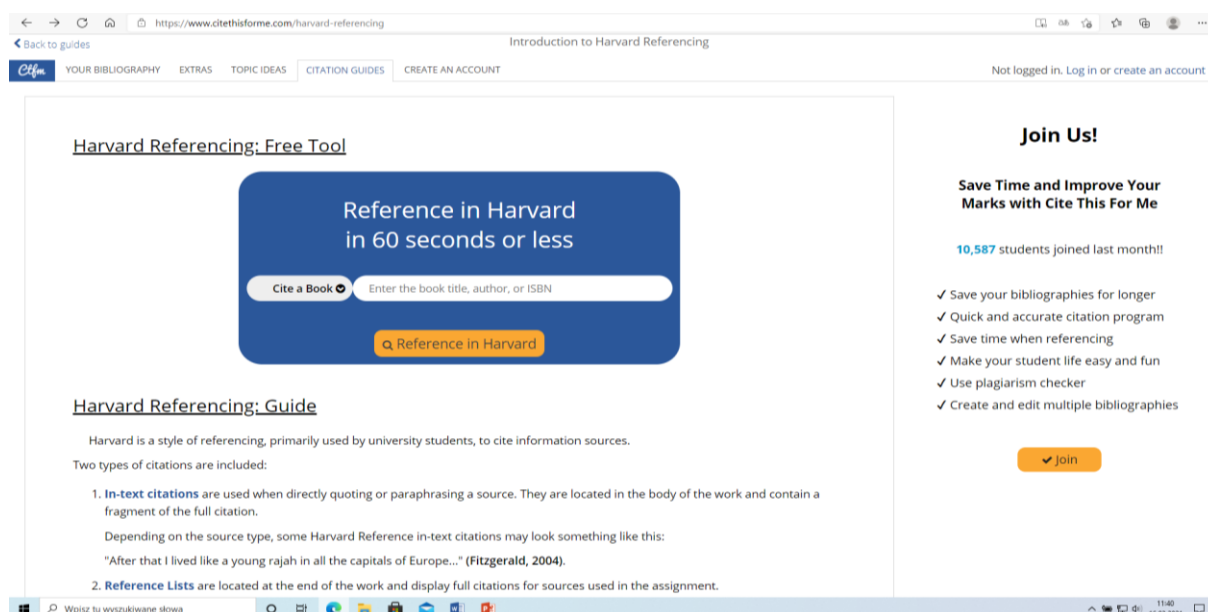 https://www.citethisforme.com/harvard-referencing
Back to guides
Introduction to Harvard Referencing
Ctfm YOUR BIBLIOGRAPHY EXTRAS TOPIC IDEAS CITATION GUIDES CREATE AN ACCOUNT
Not logged in. Log in or create an account
Harvard Referencing: Free Tool
Reference in Harvard
in 60 seconds or less
Cite a Book Enter the book title, author, or ISBN
Reference in Harvard
Harvard Referencing: Guide
Harvard is a style of referencing, primarily used by university students, to cite information sources.
Two types of citations are included:
1. In-text citations are used when directly quoting or paraphrasing a source. They are located in the body of the work and contain a
fragment of the full citation.
Depending on the source type, some Harvard Reference in-text citations may look something like this:
"After that I lived like a young rajah in all the capitals of Europe..." (Fitzgerald, 2004).
2. Reference Lists are located at the end of the work and display full citations for sources used in the assignment.
Join Us!
Save Time and Improve Your
Marks with Cite This For Me
10,587 students joined last month!!
✓ Save your bibliographies for longer
✓ Quick and accurate citation program
✓ Save time when referencing
✓ Make your student life easy and fun
✓ Use plagiarism checker
✓ Create and edit multiple bibliographies
✓ Join
Wpisz tu wyszukiwane słowa
11:40